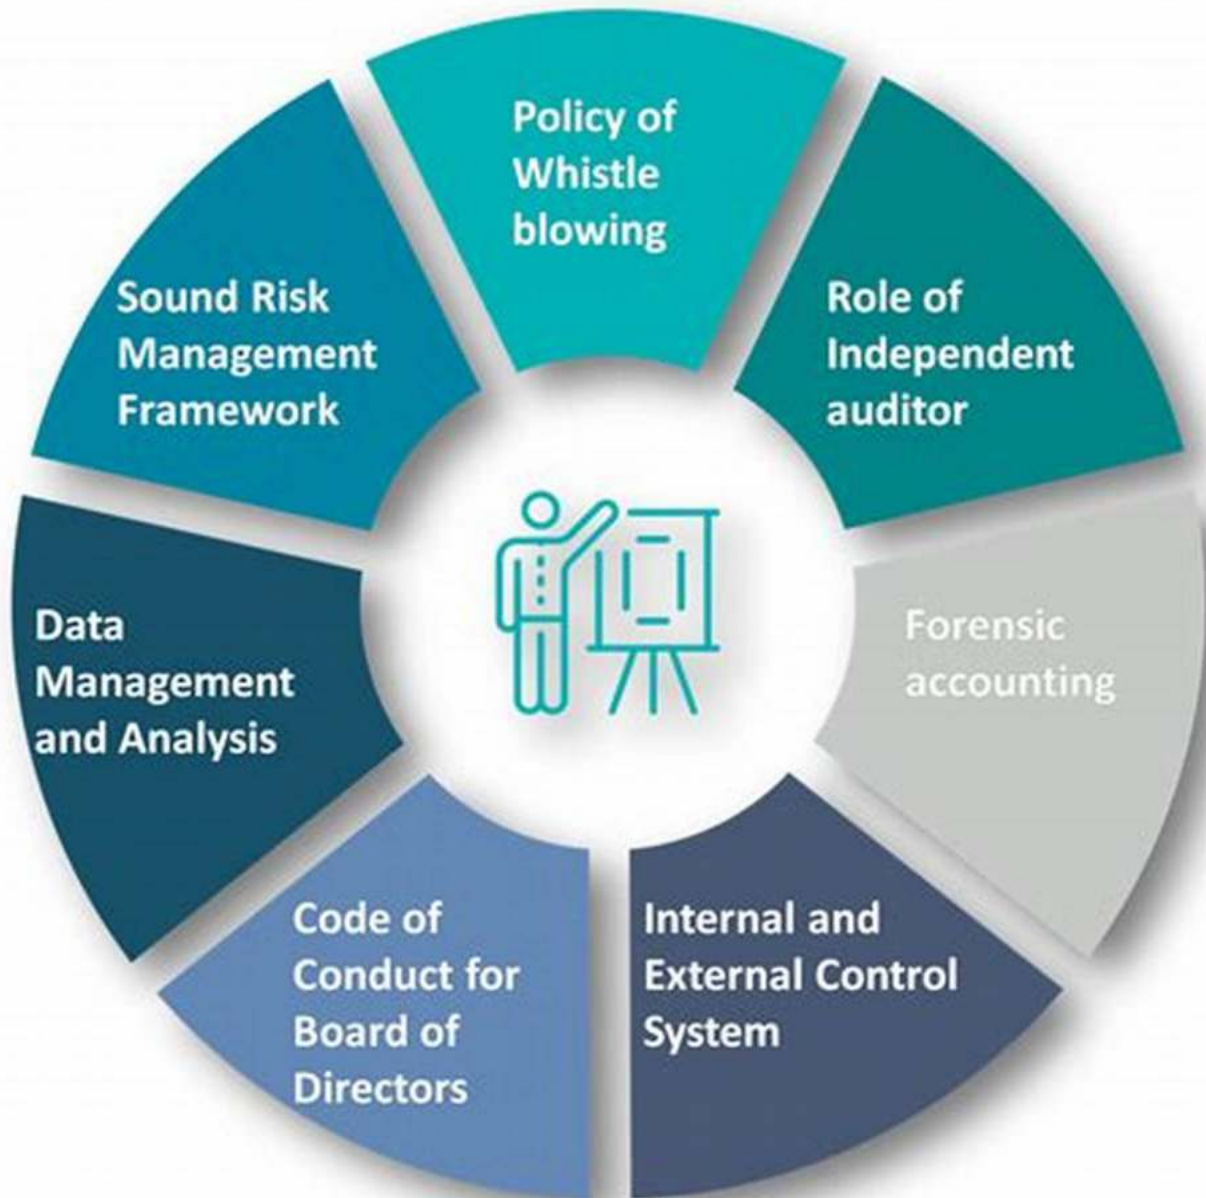 Policy of
Whistle
blowing
Role of
Independent
auditor
Forensic
accounting
Internal and
External Control
System
Code of
Conduct for
Board of
Directors
Data
Management
and Analysis
Sound Risk
Management
Framework